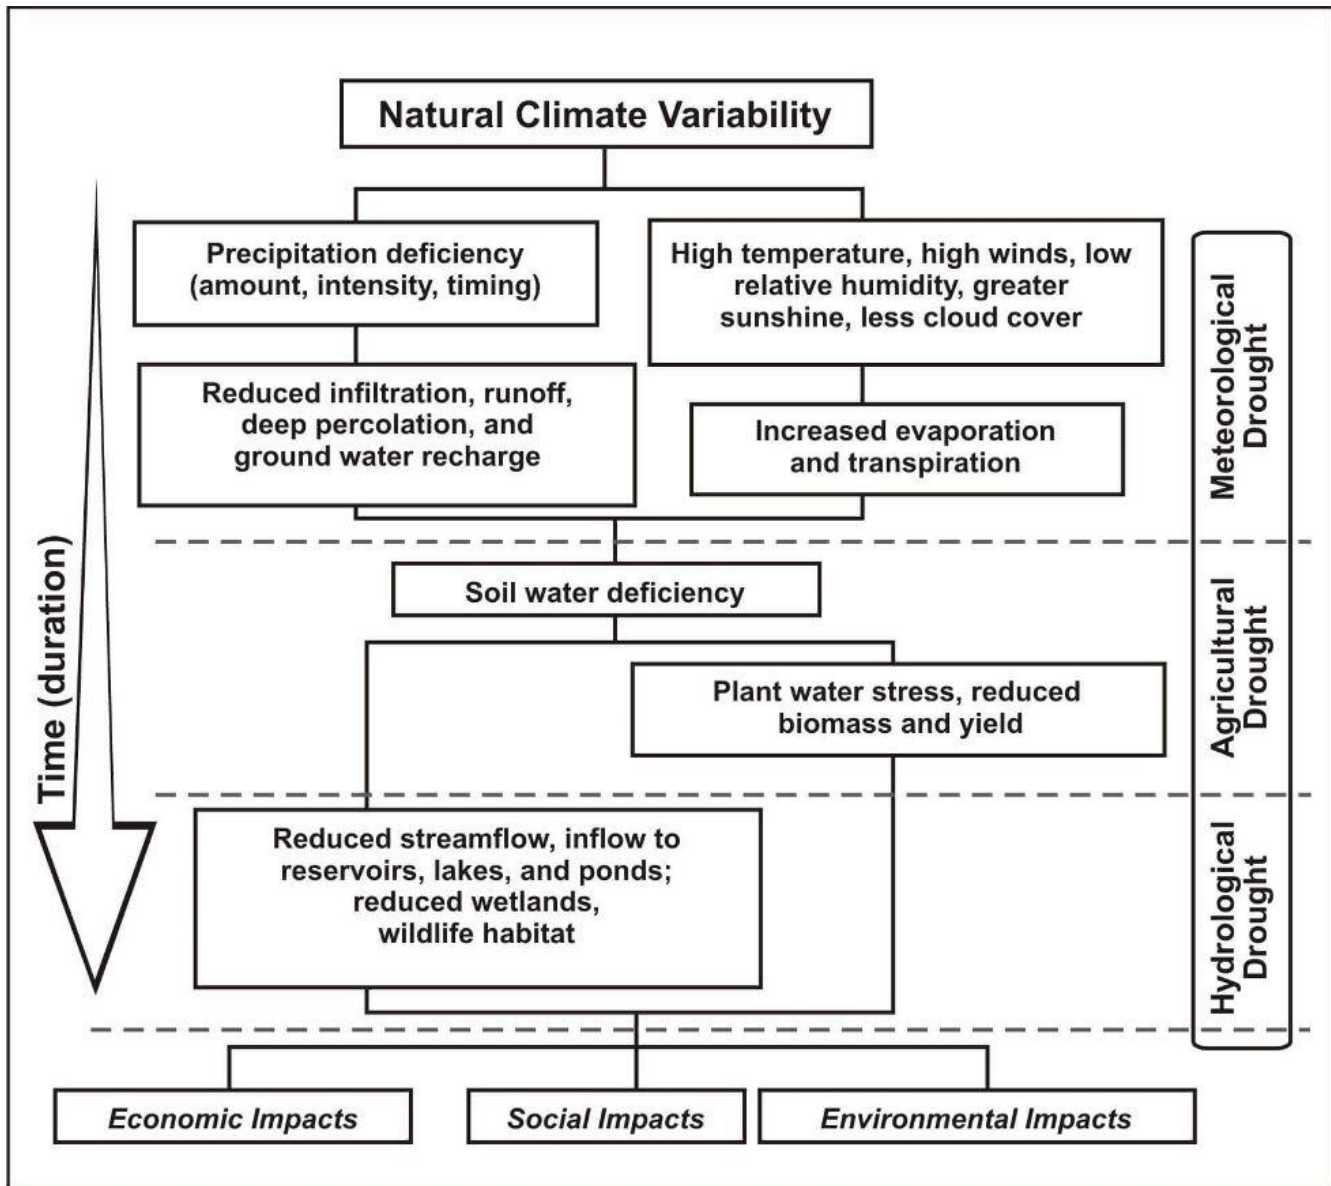 Natural Climate Variability
Precipitation deficiency
(amount, intensity, timing)
High temperature, high winds, low
relative humidity, greater
sunshine, less cloud cover
Reduced infiltration, runoff,
deep percolation, and
ground water recharge
Increased evaporation
and transpiration
Meteorological
Drought
Soil water deficiency
Plant water stress, reduced
biomass and yield
Agricultural
Drought
Time (duration)
Reduced streamflow, inflow to
reservoirs, lakes, and ponds;
reduced wetlands,
wildlife habitat
Hydrological
Drought
Economic Impacts
Social Impacts
Environmental Impacts